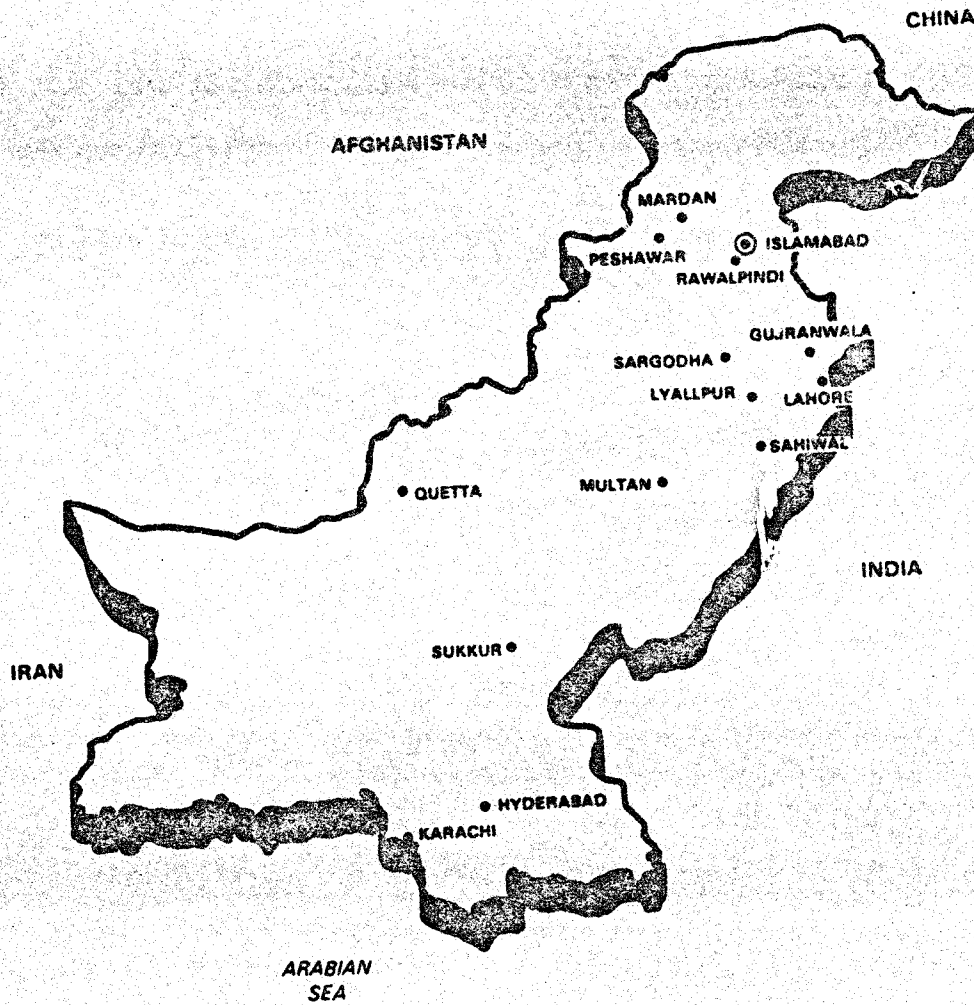 CHINA
AFGHANISTAN
MARDAN
ISLAMABAD
PESHAWAR
RAWALPINDI
GUJRANWALA
SARGODHA
LYALLPUR
LAHORE
SAHIWAL
QUETTA
MULTAN
INDIA
SUKKUR
IRAN
HYDERABAD
KARACHI
ARABIAN
SEA